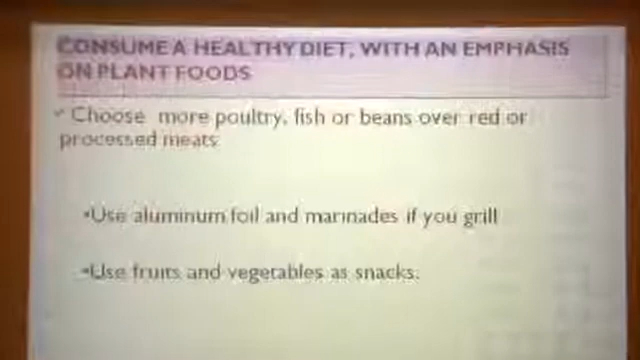 CONSUME A HEALTHY DIET, WITH AN EMPHASIS
ON PLANT FOODS
✓ Choose more poultry, fish or beans over red or
processed meats
•Use aluminum foil and marinades if you grill
•Use fruits and vegetables as snacks.